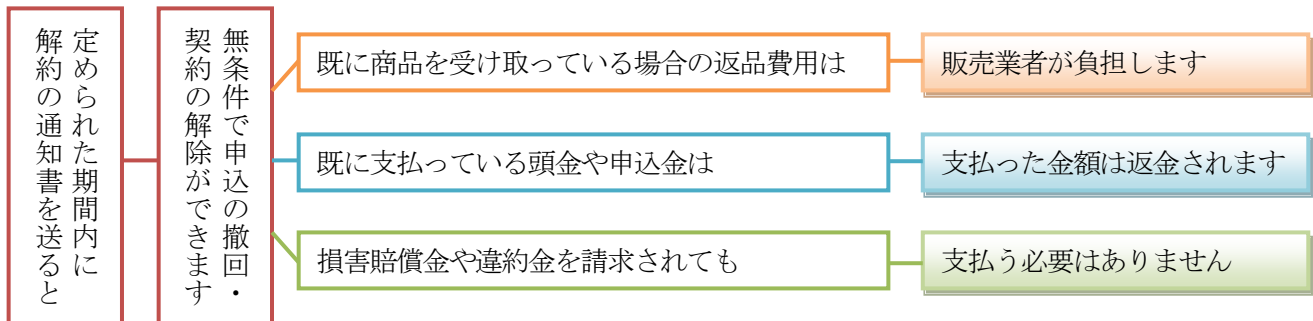 定められた期間内に
解約の通知書を送ると
無条件で申込の撤回・
契約の解除ができます
既に商品を受け取っている場合の返品費用は
販売業者が負担します
既に支払っている頭金や申込金は
支払った金額は返金されます
損害賠償金や違約金を請求されても
支払う必要はありません